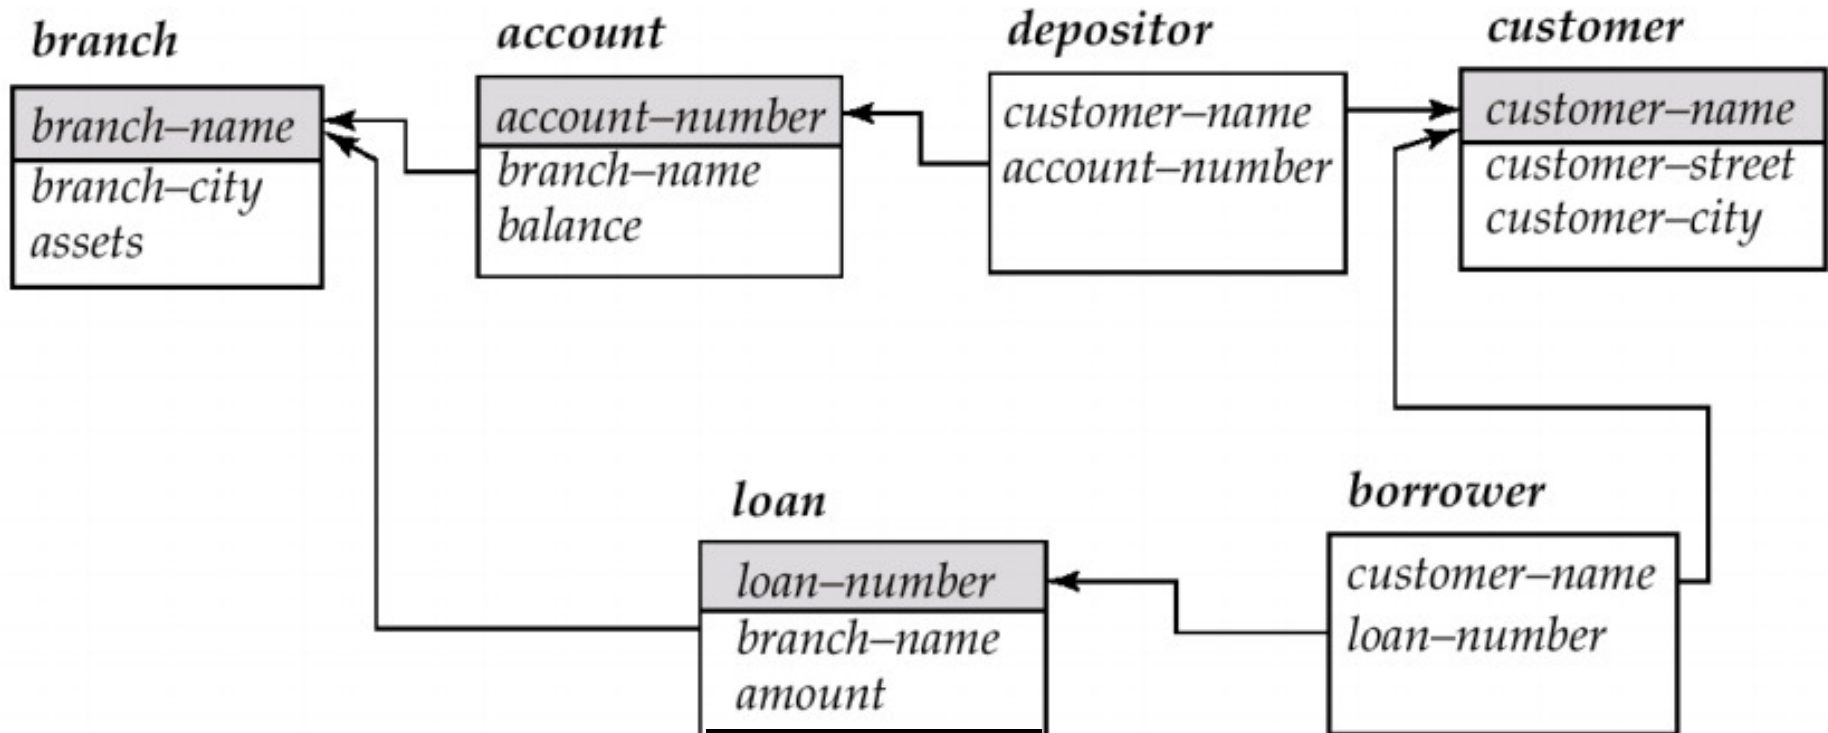 branch
branch–name
branch–city
assets
account
account–number
branch–name
balance
depositor
customer–name
account–number
customer
customer–name
customer–street
customer–city
loan
loan–number
branch–name
amount
borrower
customer–name
loan–number